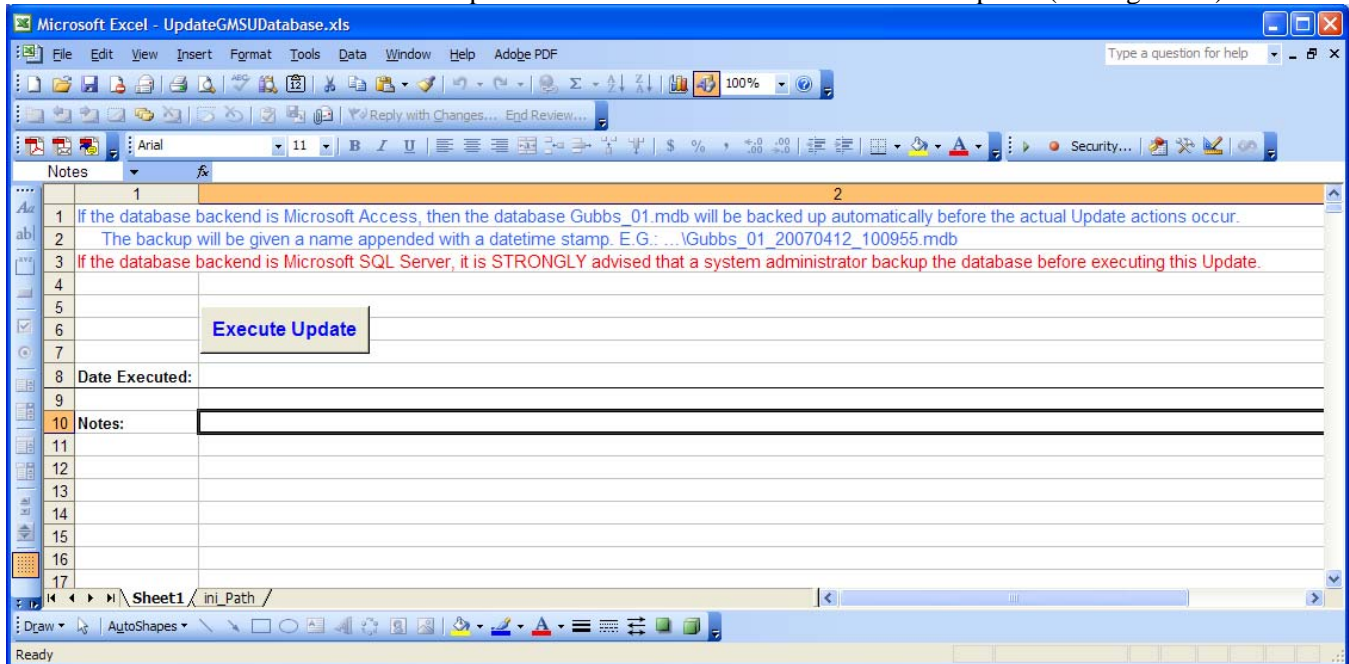 Microsoft Excel - UpdateGMSUDatabase.xls
File Edit View Insert Format Tools Data Window Help Adobe PDF Type a question for help
100%
Reply with Changes... End Review...
Arial 11 B I U $ % , Security...
Notes fx
1 2
1 If the database backend is Microsoft Access, then the database Gubbs_01.mdb will be backed up automatically before the actual Update actions occur.
2 The backup will be given a name appended with a datetime stamp. E.G.: ...\Gubbs_01_20070412_100955.mdb
3 If the database backend is Microsoft SQL Server, it is STRONGLY advised that a system administrator backup the database before executing this Update.
4
5
6 Execute Update
7
8 Date Executed:
9
10 Notes:
11
12
13
14
15
16
17
Sheet1 ini_Path
Draw AutoShapes
Ready